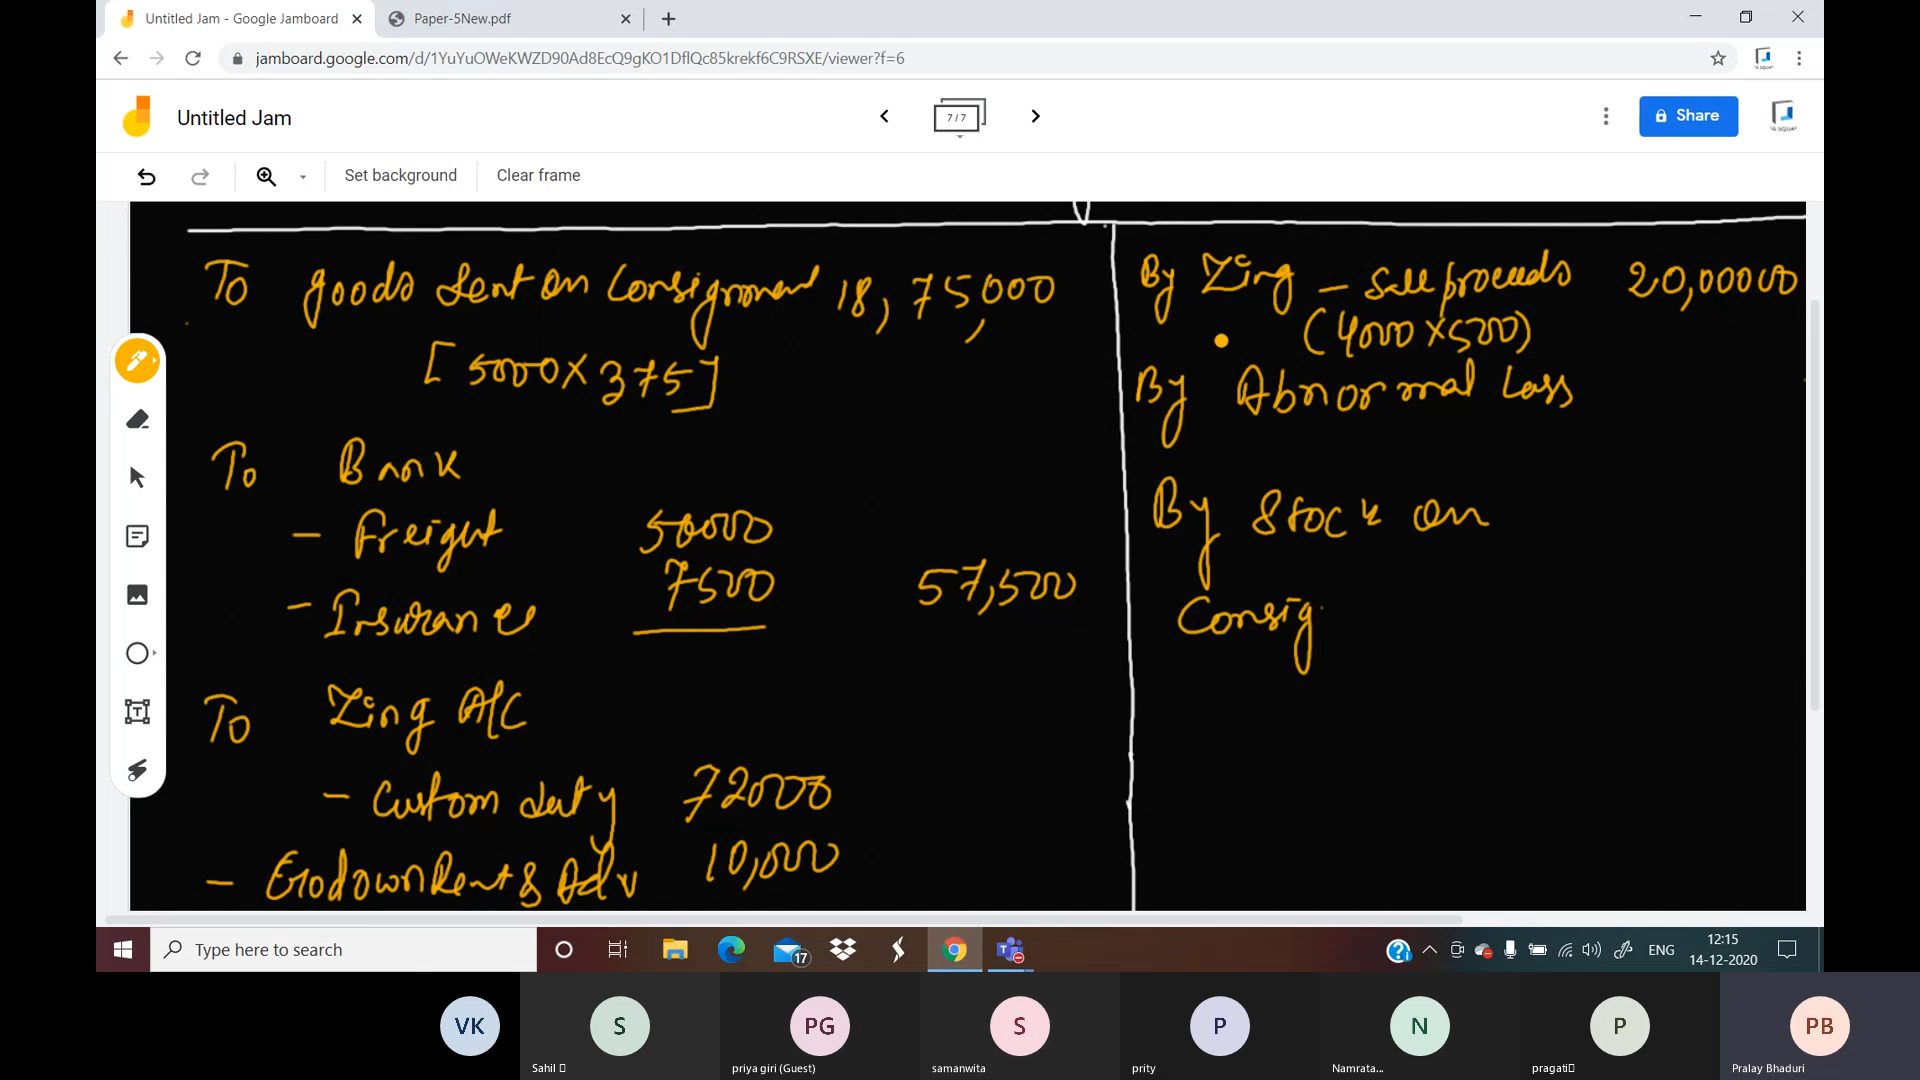 Untitled Jam - Google Jamboard
Paper-5New.pdf
jamboard.google.com/d/1YuYuOWeKWZD90Ad8EcQ9gKO1DflQc85krekf6C9RSXE/viewer?f=6
Untitled Jam
7 / 7
Share
Set background
Clear frame
To goods sent on consignment 18,75,000
[5000 X 375]
To Bank
- Freight 50000
- Insurance 7500 57,500
To Zing A/C
- Custom duty 72000
- Godown Rent & Adv 10,000
By Zing - Sale proceeds 20,00000
(4000 X 500)
By Abnormal Loss
By Stock on
Consig
Type here to search
17
ENG
12:15
14-12-2020
VK
S
PG
S
P
N
P
PB
Sahil
priya giri (Guest)
samanwita
prity
Namrata...
pragati
Pralay Bhaduri